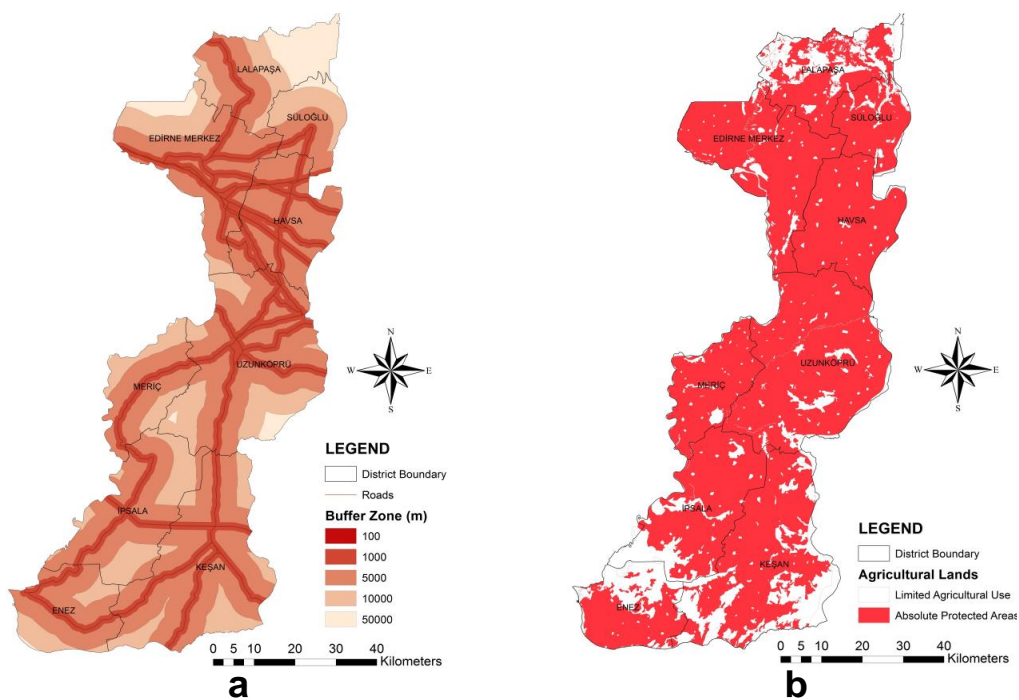 LALAPAŞA
SÜLOĞLU
EDİRNE MERKEZ
HAVSA
UZUNKÖPRÜ
MERİÇ
İPSALA
KEŞAN
ENEZ
N
W E
S
LEGEND
District Boundary
Roads
Buffer Zone (m)
100
1000
5000
10000
50000
0 5 10 20 30 40
Kilometers
a
LALAPAŞA
SÜLOĞLU
EDİRNE MERKEZ
HAVSA
UZUNKÖPRÜ
MERİÇ
İPSALA
KEŞAN
ENEZ
N
W E
S
LEGEND
District Boundary
Agricultural Lands
Limited Agricultural Use
Absolute Protected Areas
0 5 10 20 30 40
Kilometers
b